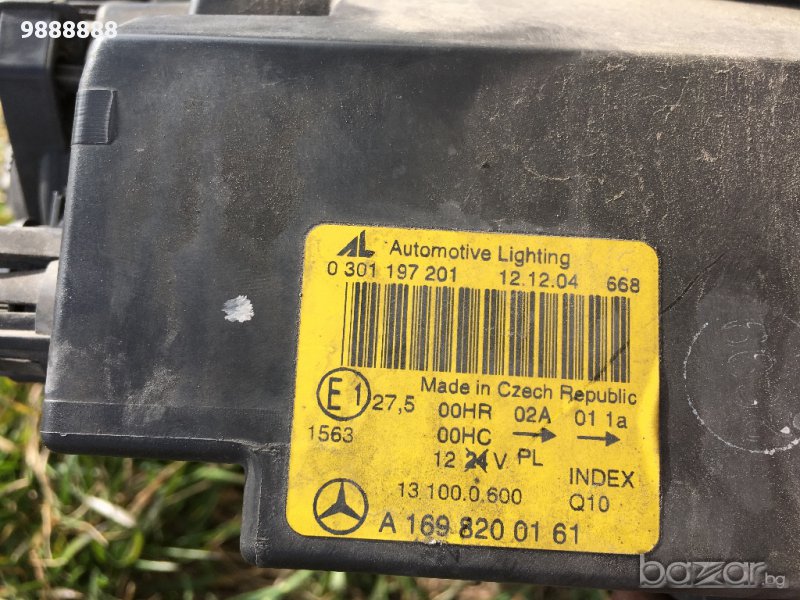 9888868
AL Automotive Lighting
0 301 197 201 12.12.04 668
Made in Czech Republic
E1 27,5 00HR 02A 01 1a
1563 00HC → →
12 24 V PL
INDEX
13.100.0.600 Q10
A 169 820 01 61
bazar.bg